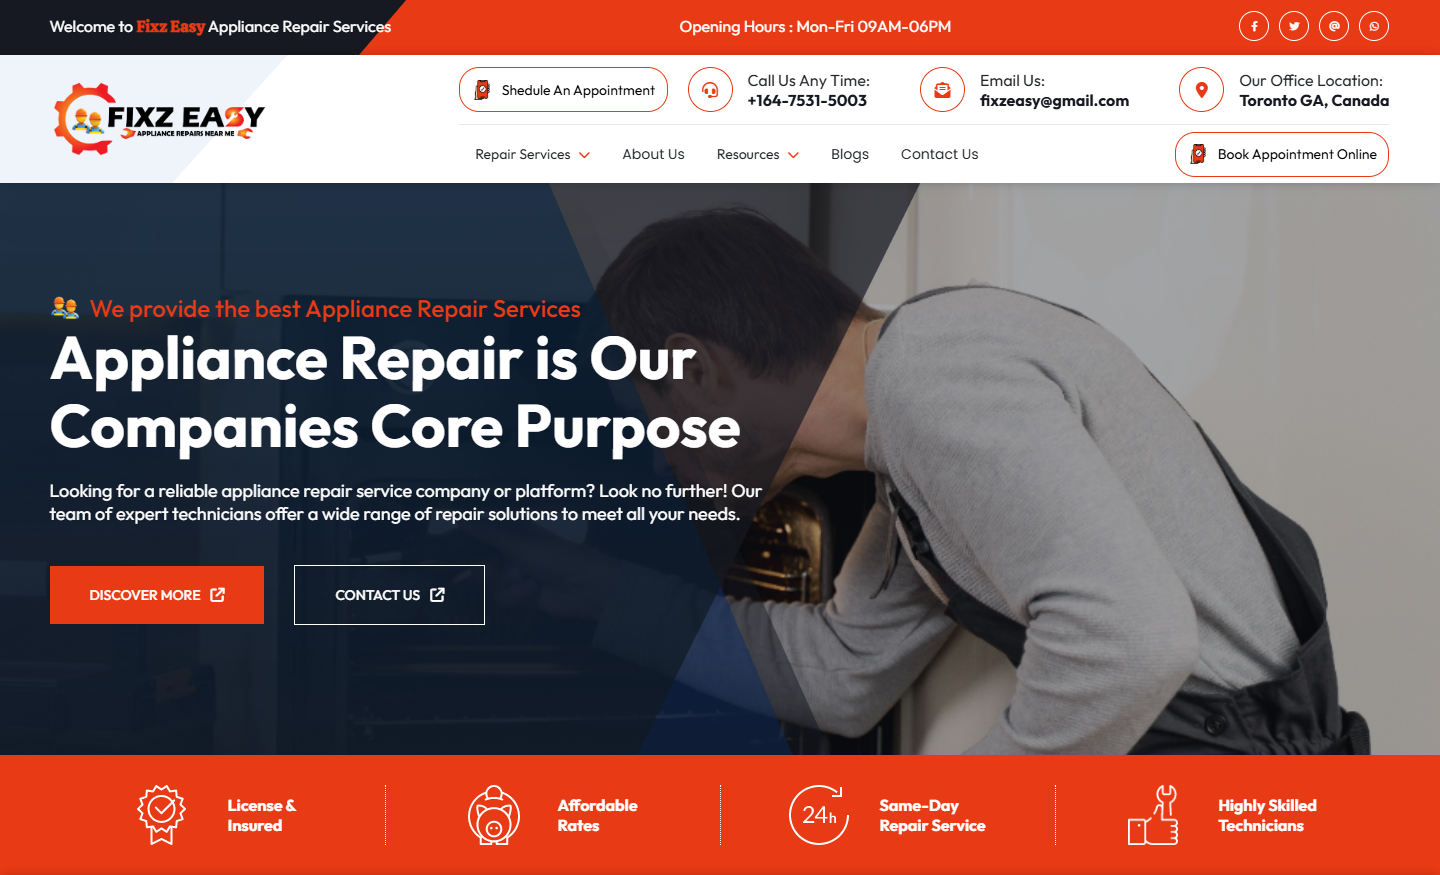 Welcome to Fixz Easy Appliance Repair Services
Opening Hours : Mon-Fri 09AM-06PM
FIXZ EASY
APPLIANCE REPAIRS NEAR ME
Shedule An Appointment
Call Us Any Time:
+164-7531-5003
Email Us:
fixzeasy@gmail.com
Our Office Location:
Toronto GA, Canada
Repair Services
About Us
Resources
Blogs
Contact Us
Book Appointment Online
We provide the best Appliance Repair Services
Appliance Repair is Our
Companies Core Purpose
Looking for a reliable appliance repair service company or platform? Look no further! Our
team of expert technicians offer a wide range of repair solutions to meet all your needs.
DISCOVER MORE
CONTACT US
License &
Insured
Affordable
Rates
24h
Same-Day
Repair Service
Highly Skilled
Technicians